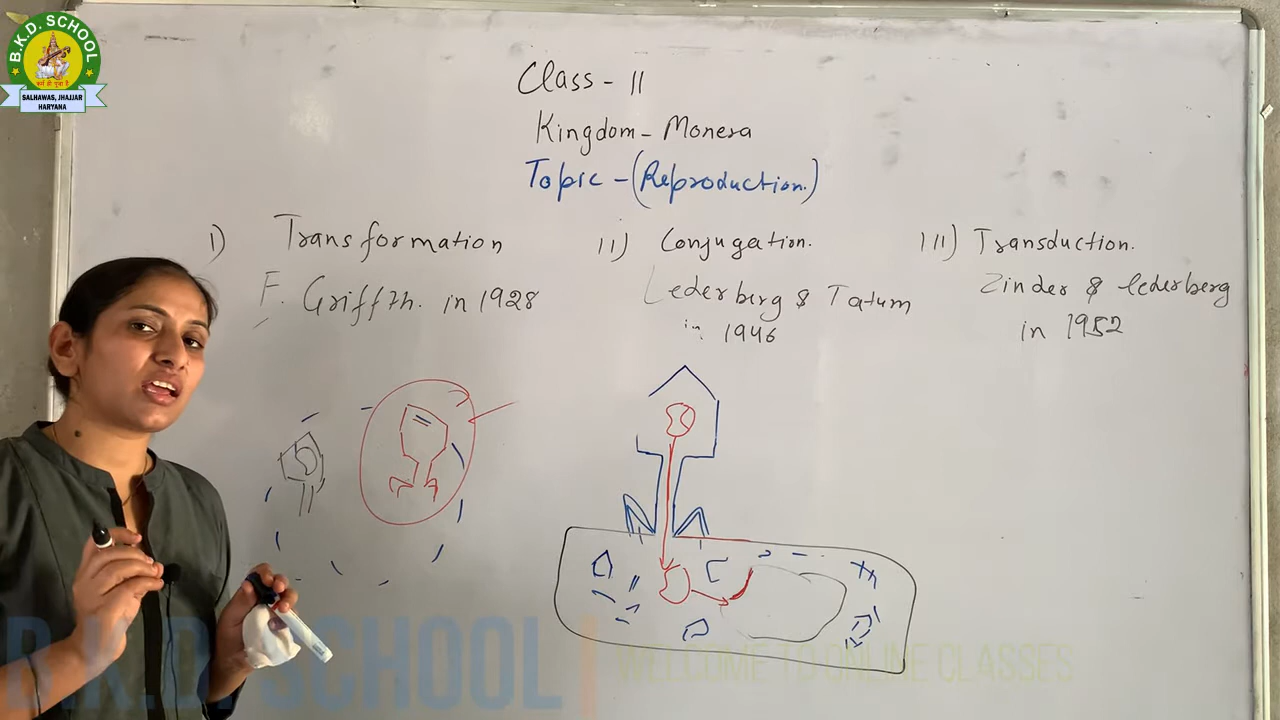 B.K.D. SCHOOL
कर्म ही पूजा है
SALHAWAS, JHAJJAR
HARYANA
Class - 11
Kingdom - Monera
Topic - (Reproduction.)
I) Transformation
F. Griffth. in 1928
II) Conjugation.
Lederberg & Tatum
in 1946
III) Transduction.
Zinder & lederberg
in 1952
B.K.D. SCHOOL | WELCOME TO ONLINE CLASSES